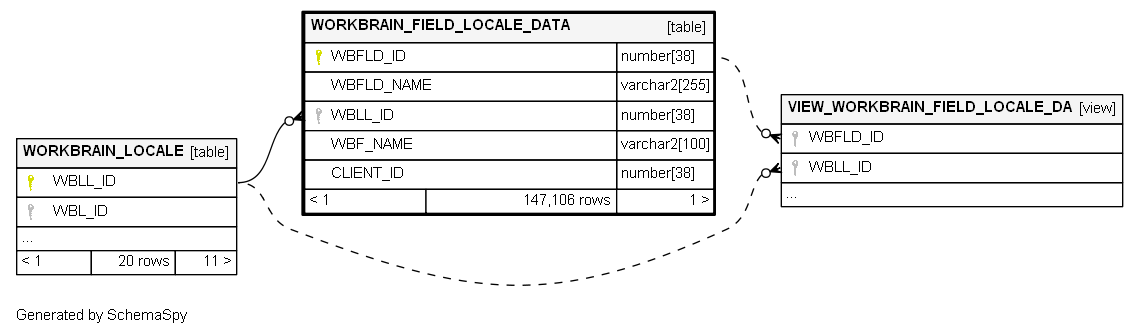 WORKBRAIN_FIELD_LOCALE_DATA [table]
WBFLD_ID number[38]
WBFLD_NAME varchar2[255]
WBLL_ID number[38]
WBF_NAME varchar2[100]
CLIENT_ID number[38]
< 1 147,106 rows 1 >
VIEW_WORKBRAIN_FIELD_LOCALE_DA [view]
WBFLD_ID
WBLL_ID
...
WORKBRAIN_LOCALE [table]
WBLL_ID
WBL_ID
...
< 1 20 rows 11 >
Generated by SchemaSpy